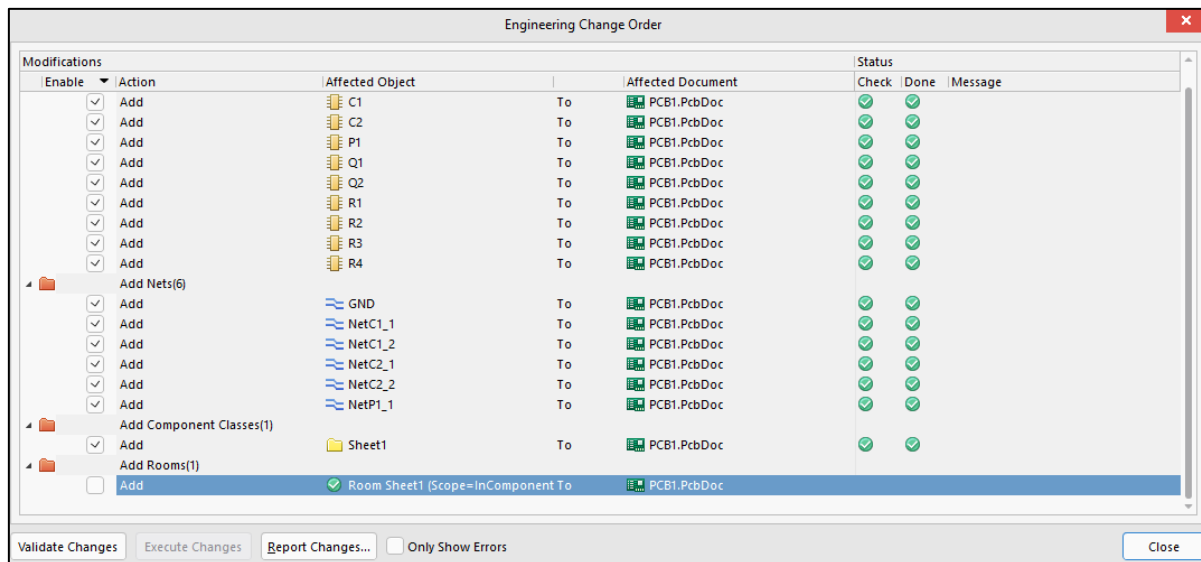 Engineering Change Order
Modifications Status
Enable Action Affected Object Affected Document Check Done Message
Add C1 To PCB1.PcbDoc
Add C2 To PCB1.PcbDoc
Add P1 To PCB1.PcbDoc
Add Q1 To PCB1.PcbDoc
Add Q2 To PCB1.PcbDoc
Add R1 To PCB1.PcbDoc
Add R2 To PCB1.PcbDoc
Add R3 To PCB1.PcbDoc
Add R4 To PCB1.PcbDoc
Add Nets(6)
Add GND To PCB1.PcbDoc
Add NetC1_1 To PCB1.PcbDoc
Add NetC1_2 To PCB1.PcbDoc
Add NetC2_1 To PCB1.PcbDoc
Add NetC2_2 To PCB1.PcbDoc
Add NetP1_1 To PCB1.PcbDoc
Add Component Classes(1)
Add Sheet1 To PCB1.PcbDoc
Add Rooms(1)
Add Room Sheet1 (Scope=InComponent To PCB1.PcbDoc
Validate Changes Execute Changes Report Changes... Only Show Errors Close